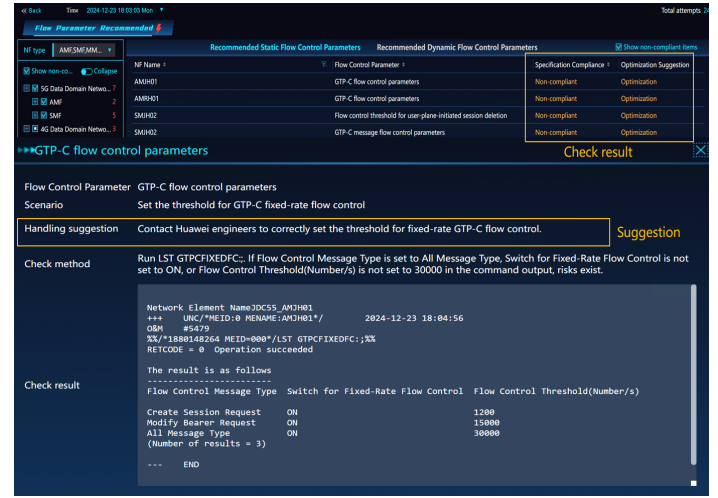 « Back Time 2024-12-23 18:03:03 Mon ▼ Total attempts 24
Flow Parameter Recommended
NF type AMF,SMF,MM... ▼ Recommended Static Flow Control Parameters Recommended Dynamic Flow Control Parameters Show non-compliant items
Show non-co... Collapse NF Name Flow Control Parameter Specification Compliance Optimization Suggestion
5G Data Domain Netwo... 7 AMJH01 GTP-C flow control parameters Non-compliant Optimization
AMF 2 AMRH01 GTP-C flow control parameters Non-compliant Optimization
SMF 5 SMJH02 Flow control threshold for user-plane-initiated session deletion Non-compliant Optimization
4G Data Domain Netwo... 3 SMJH02 GTP-C message flow control parameters Non-compliant Optimization
GTP-C flow control parameters Check result
Flow Control Parameter GTP-C flow control parameters
Scenario Set the threshold for GTP-C fixed-rate flow control
Handling suggestion Contact Huawei engineers to correctly set the threshold for fixed-rate GTP-C flow control. Suggestion
Check method Run LST GTPCFIXEDFC:;. If Flow Control Message Type is set to All Message Type, Switch for Fixed-Rate Flow Control is not
set to ON, or Flow Control Threshold(Number/s) is not set to 30000 in the command output, risks exist.
Network Element NameJDC55_AMJH01
+++ UNC/*MEID:0 MENAME:AMJH01*/ 2024-12-23 18:04:56
O&M #5479
%%/*1880148264 MEID=000*/LST GTPCFIXEDFC:;%%
RETCODE = 0 Operation succeeded
The result is as follows
------------------------
Check result
Flow Control Message Type Switch for Fixed-Rate Flow Control Flow Control Threshold(Number/s)
Create Session Request ON 1200
Modify Bearer Request ON 15000
All Message Type ON 30000
(Number of results = 3)
--- END